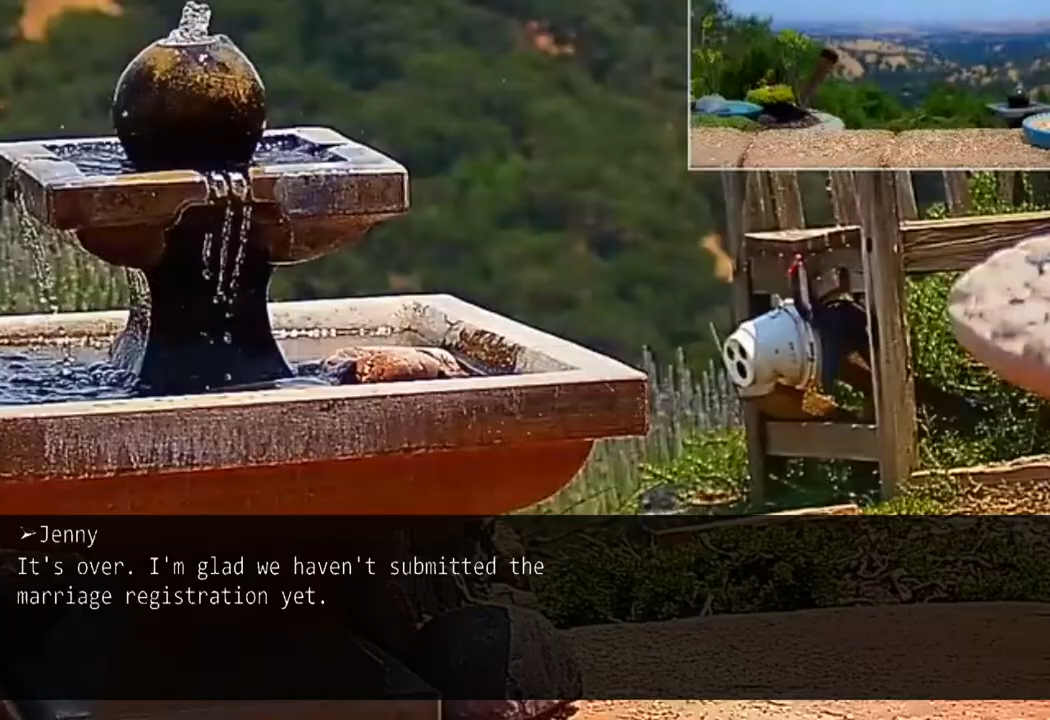 ➤Jenny
It's over. I'm glad we haven't submitted the
marriage registration yet.